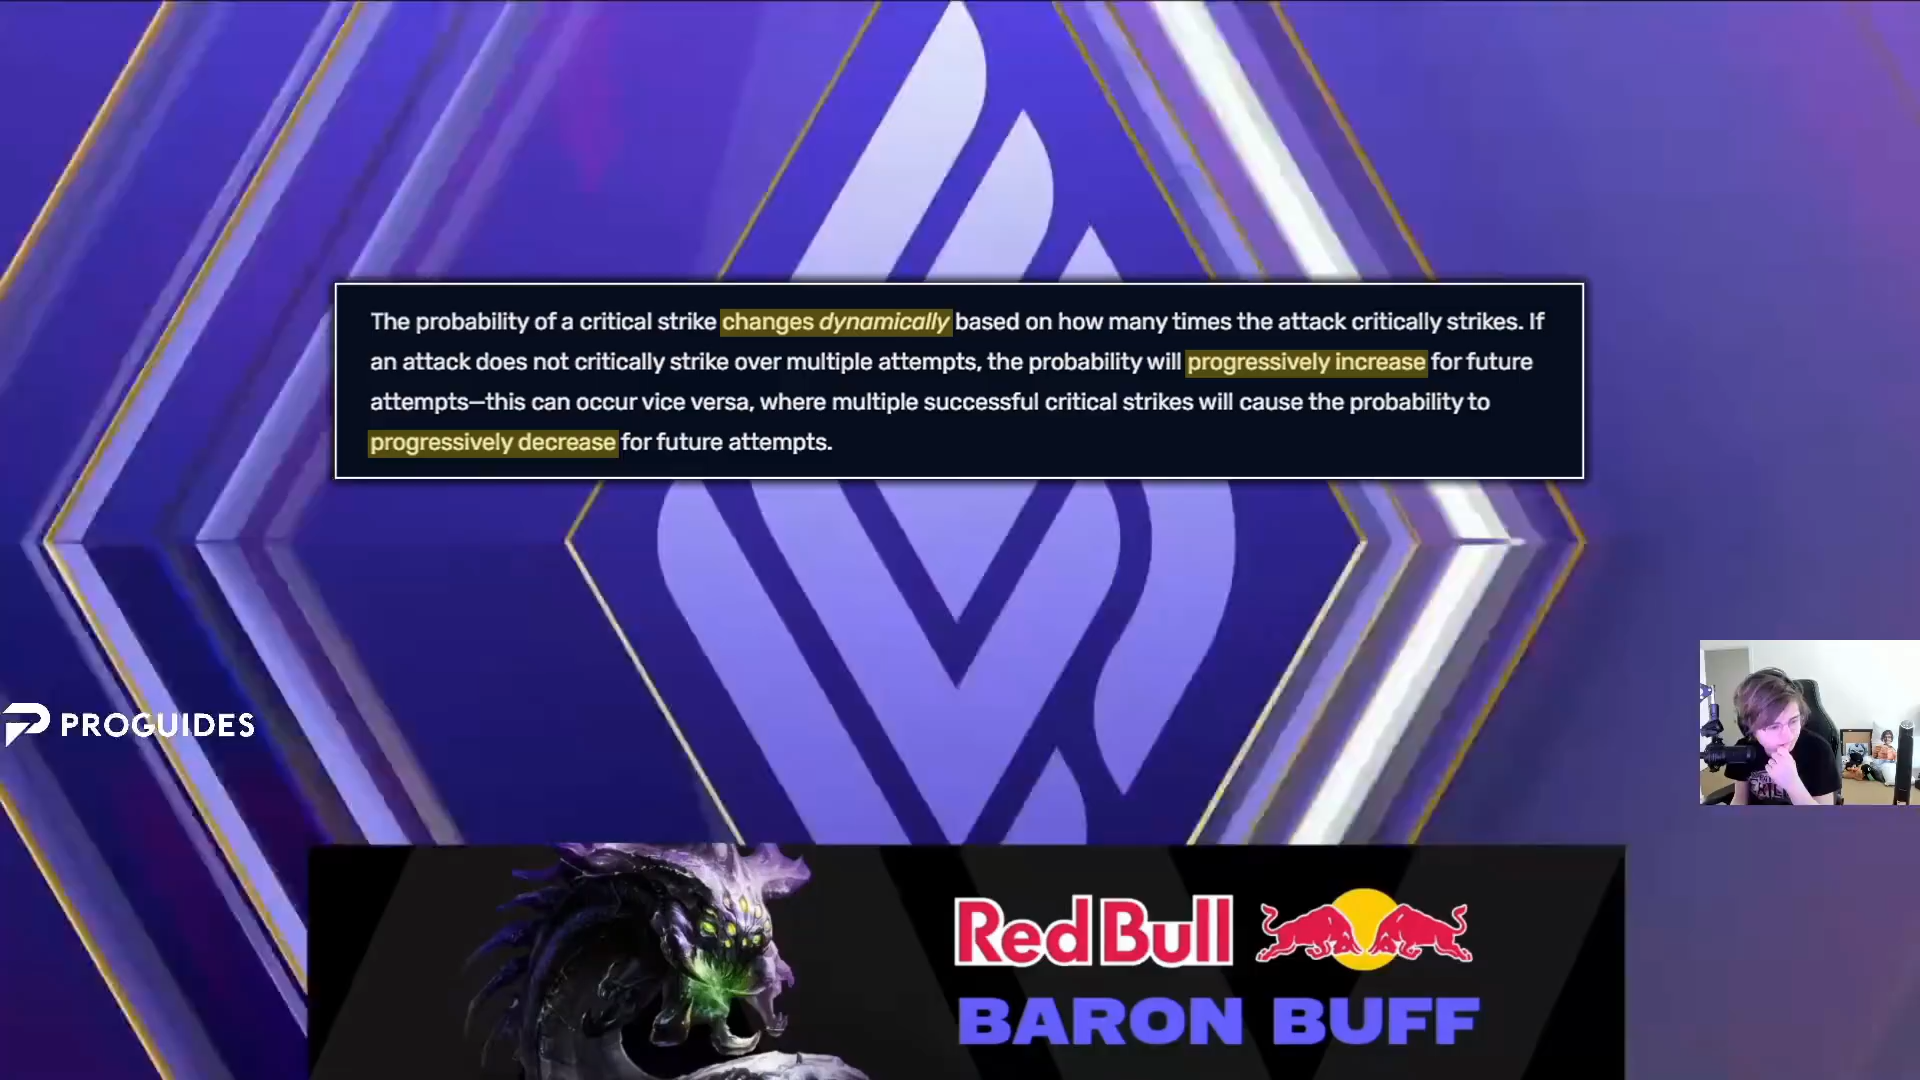 The probability of a critical strike changes dynamically based on how many times the attack critically strikes. If
an attack does not critically strike over multiple attempts, the probability will progressively increase for future
attempts—this can occur vice versa, where multiple successful critical strikes will cause the probability to
progressively decrease for future attempts.
PROGUIDES
Red Bull
BARON BUFF